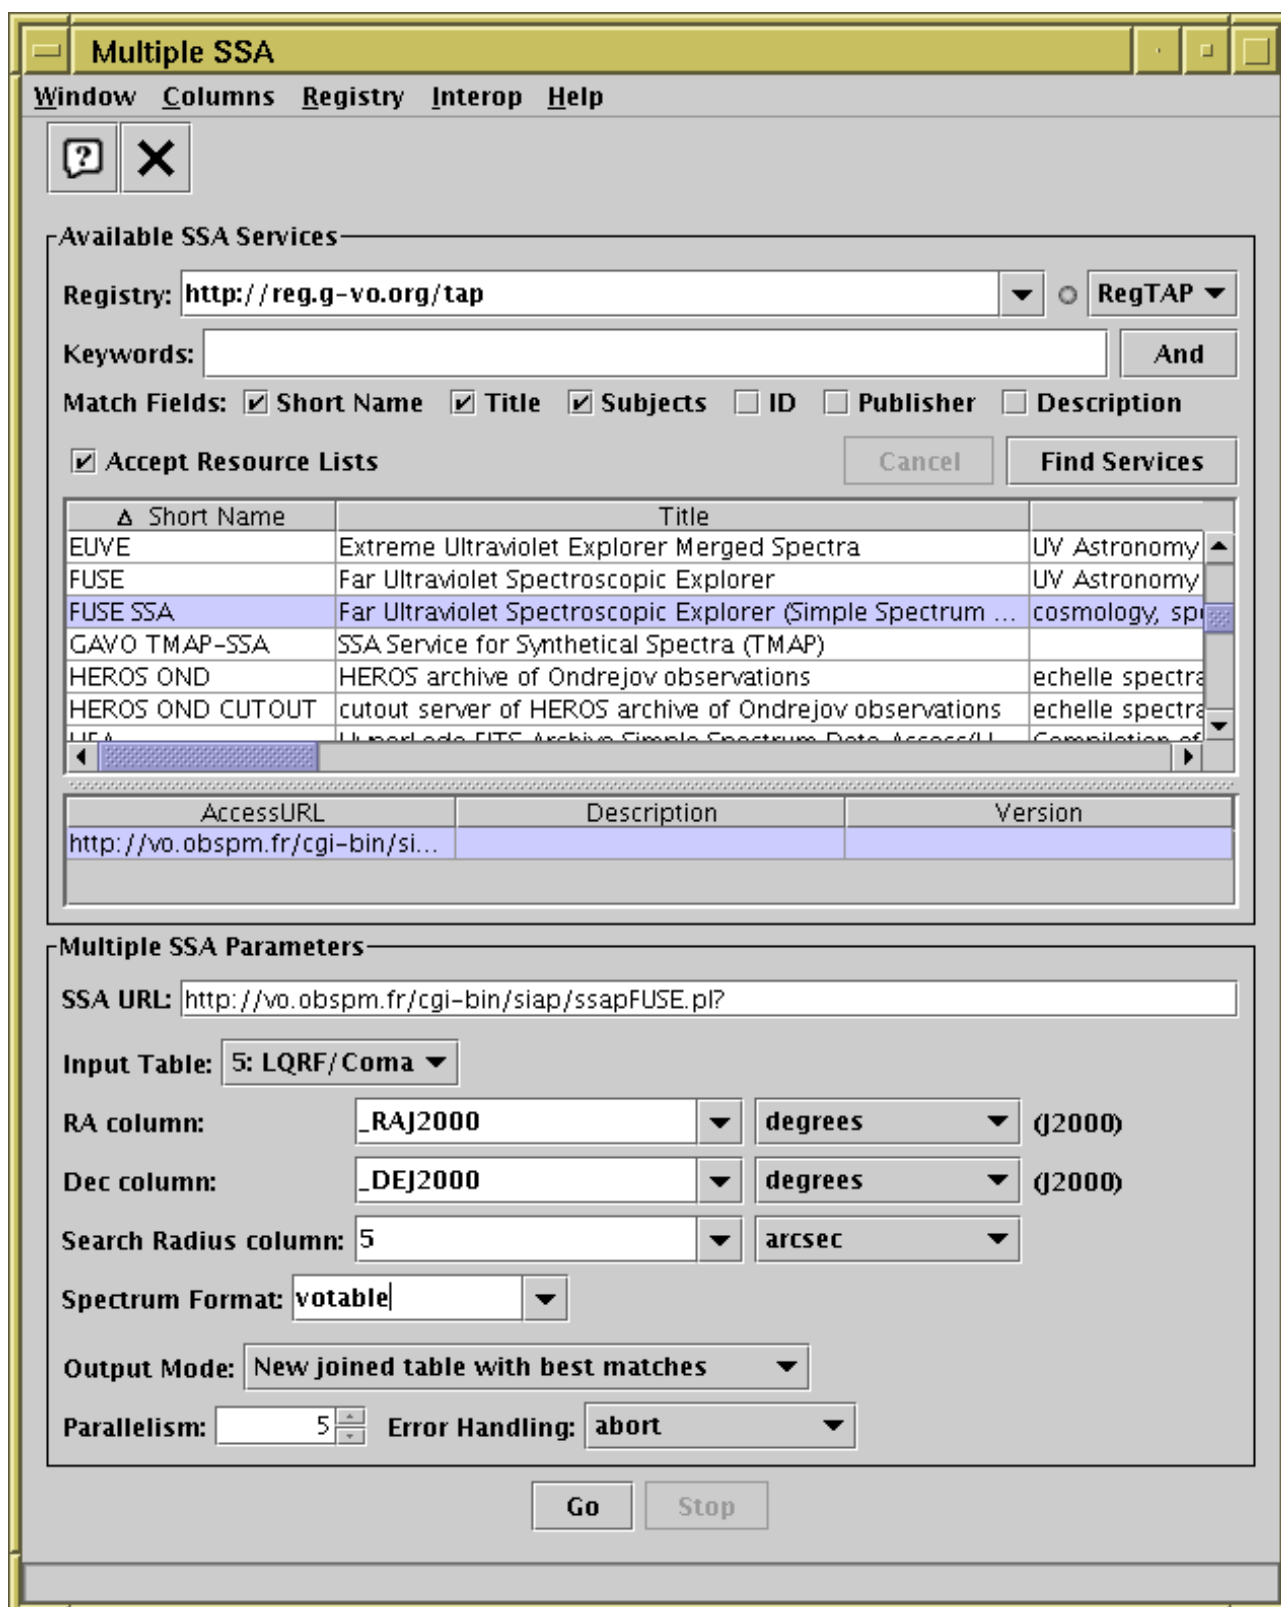 Multiple SSA
Window Columns Registry Interop Help
Available SSA Services
Registry: http://reg.g-vo.org/tap RegTAP
Keywords: And
Match Fields: Short Name Title Subjects ID Publisher Description
Accept Resource Lists Cancel Find Services
Short Name Title
EUVE Extreme Ultraviolet Explorer Merged Spectra UV Astronomy
FUSE Far Ultraviolet Spectroscopic Explorer UV Astronomy
FUSE SSA Far Ultraviolet Spectroscopic Explorer (Simple Spectrum ... cosmology, spe
GAVO TMAP-SSA SSA Service for Synthetical Spectra (TMAP)
HEROS OND HEROS archive of Ondrejov observations echelle spectra
HEROS OND CUTOUT cutout server of HEROS archive of Ondrejov observations echelle spectra
AccessURL Description Version
http://vo.obspm.fr/cgi-bin/si...
Multiple SSA Parameters
SSA URL: http://vo.obspm.fr/cgi-bin/siap/ssapFUSE.pl?
Input Table: 5: LQRF/Coma
RA column: _RAJ2000 degrees (J2000)
Dec column: _DEJ2000 degrees (J2000)
Search Radius column: 5 arcsec
Spectrum Format: votable
Output Mode: New joined table with best matches
Parallelism: 5 Error Handling: abort
Go Stop